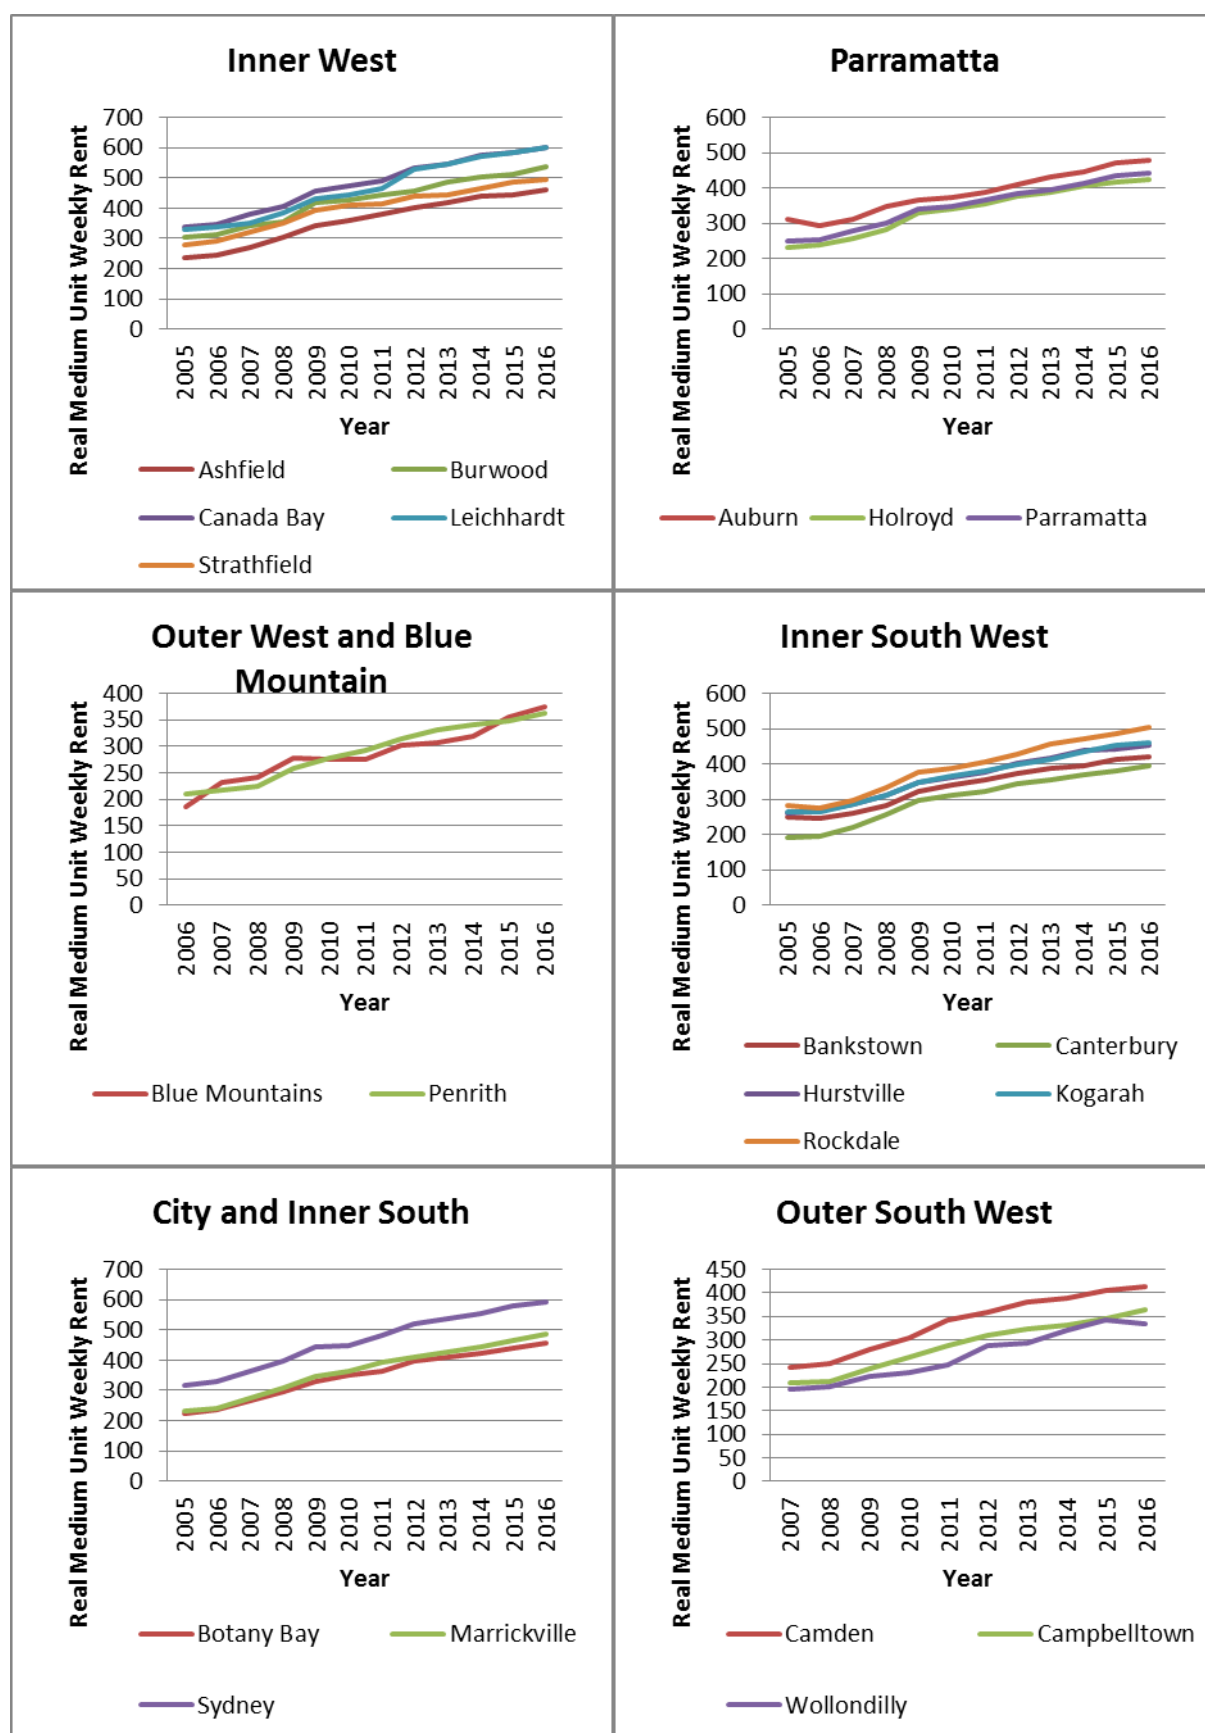 Inner West
Real Medium Unit Weekly Rent
700
600
500
400
300
200
100
0
2005 2006 2007 2008 2009 2010 2011 2012 2013 2014 2015 2016
Year
Ashfield Burwood
Canada Bay Leichhardt
Strathfield
Parramatta
Real Medium Unit Weekly Rent
600
500
400
300
200
100
0
2005 2006 2007 2008 2009 2010 2011 2012 2013 2014 2015 2016
Year
Auburn Holroyd Parramatta
Outer West and Blue
Mountain
Real Medium Unit Weekly Rent
400
350
300
250
200
150
100
50
0
2006 2007 2008 2009 2010 2011 2012 2013 2014 2015 2016
Year
Blue Mountains Penrith
Inner South West
Real Medium Unit Weekly Rent
600
500
400
300
200
100
0
2005 2006 2007 2008 2009 2010 2011 2012 2013 2014 2015 2016
Year
Bankstown Canterbury
Hurstville Kogarah
Rockdale
City and Inner South
Real Medium Unit Weekly Rent
700
600
500
400
300
200
100
0
2005 2006 2007 2008 2009 2010 2011 2012 2013 2014 2015 2016
Year
Botany Bay Marrickville
Sydney
Outer South West
Real Medium Unit Weekly Rent
450
400
350
300
250
200
150
100
50
0
2007 2008 2009 2010 2011 2012 2013 2014 2015 2016
Year
Camden Campbelltown
Wollondilly